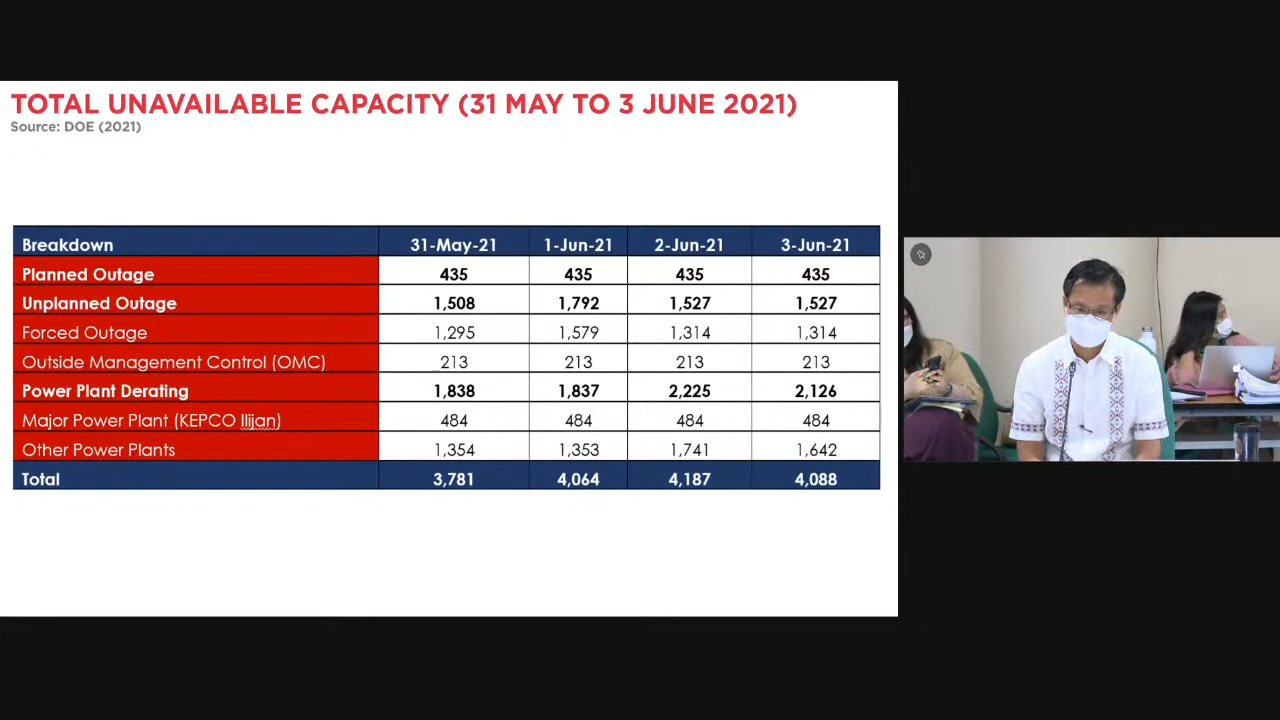 TOTAL UNAVAILABLE CAPACITY (31 MAY TO 3 JUNE 2021)
Source: DOE (2021)
Breakdown 31-May-21 1-Jun-21 2-Jun-21 3-Jun-21
Planned Outage 435 435 435 435
Unplanned Outage 1,508 1,792 1,527 1,527
Forced Outage 1,295 1,579 1,314 1,314
Outside Management Control (OMC) 213 213 213 213
Power Plant Derating 1,838 1,837 2,225 2,126
Major Power Plant (KEPCO Ilijan) 484 484 484 484
Other Power Plants 1,354 1,353 1,741 1,642
Total 3,781 4,064 4,187 4,088